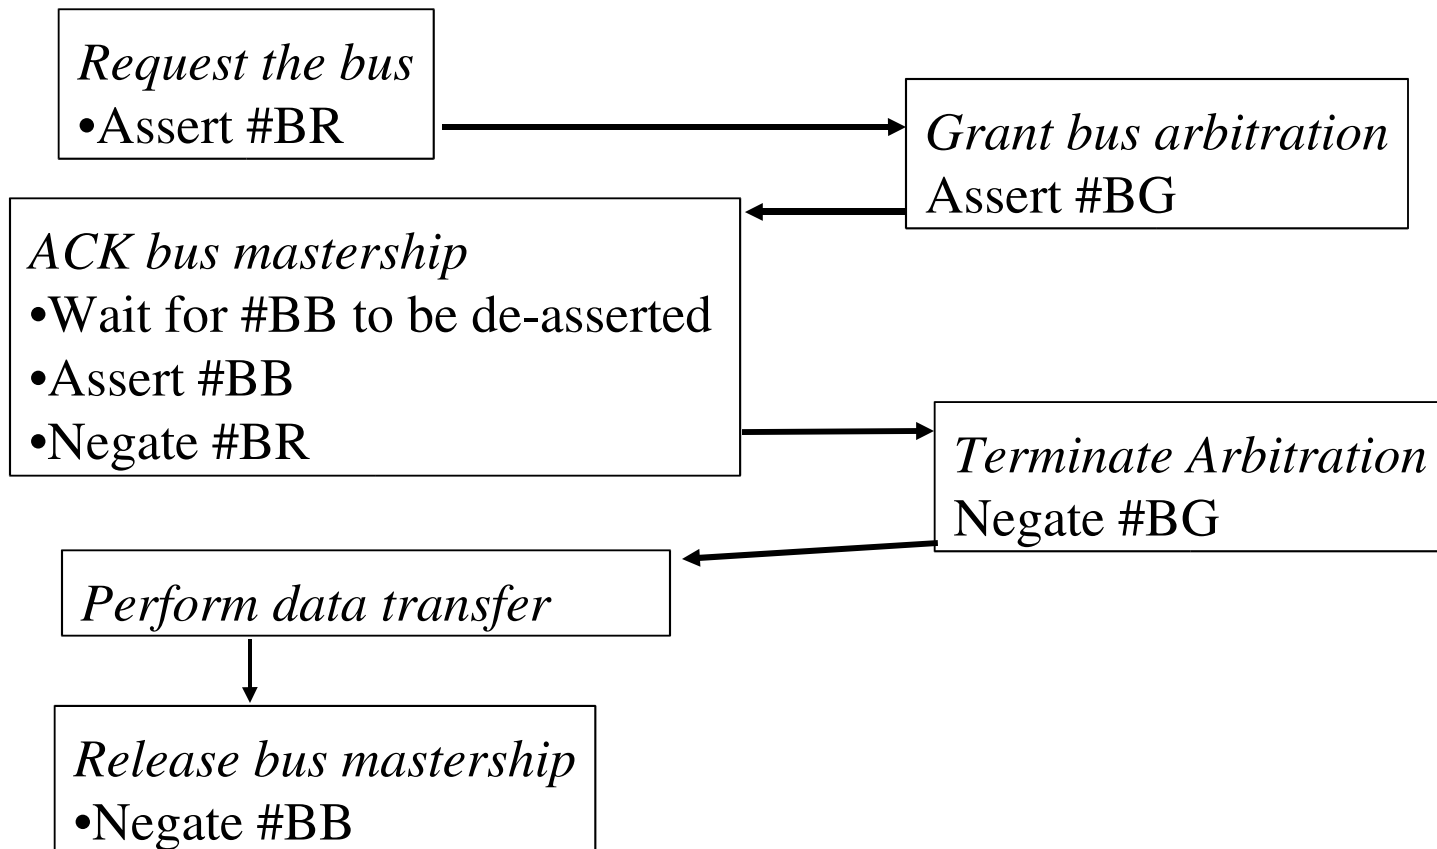 Request the bus
•Assert #BR
Grant bus arbitration
Assert #BG
ACK bus mastership
•Wait for #BB to be de-asserted
•Assert #BB
•Negate #BR
Terminate Arbitration
Negate #BG
Perform data transfer
Release bus mastership
•Negate #BB